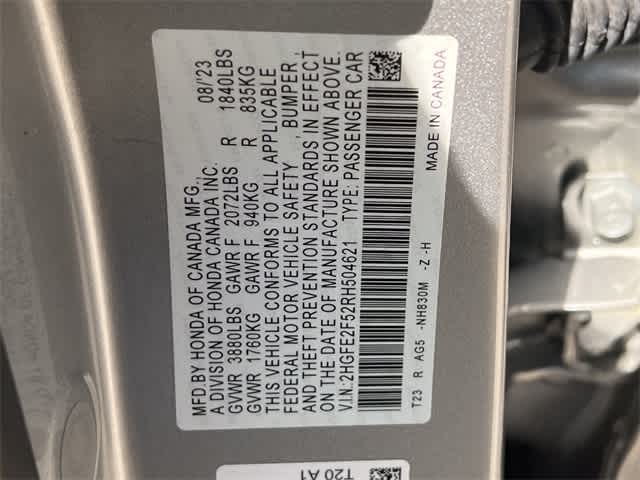 MFD.BY HONDA OF CANADA MFG., 08/'23
A DIVISION OF HONDA CANADA INC.
GVWR 3880LBS GAWR F 2072LBS R 1840LBS
GVWR 1760KG GAWR F 940KG R 835KG
THIS VEHICLE CONFORMS TO ALL APPLICABLE
FEDERAL MOTOR VEHICLE SAFETY , BUMPER ,
AND THEFT PREVENTION STANDARDS IN EFFECT
ON THE DATE OF MANUFACTURE SHOWN ABOVE.
V.I.N:2HGFE2F52RH504621 TYPE: PASSENGER CAR
T23 R AG5 -NH830M -Z -H MADE IN CANADA
T20 A1